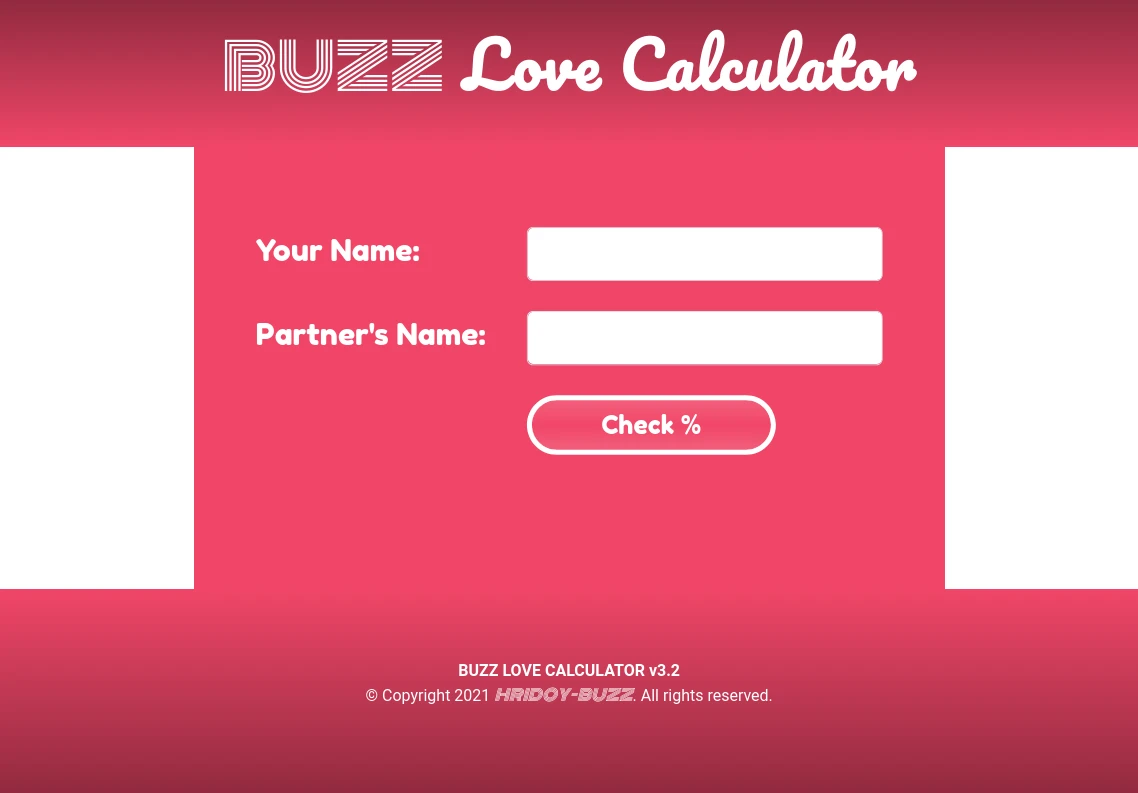 BUZZ Love Calculator
Your Name:
Partner's Name:
Check %
BUZZ LOVE CALCULATOR v3.2
© Copyright 2021 HRIDOY-BUZZ. All rights reserved.